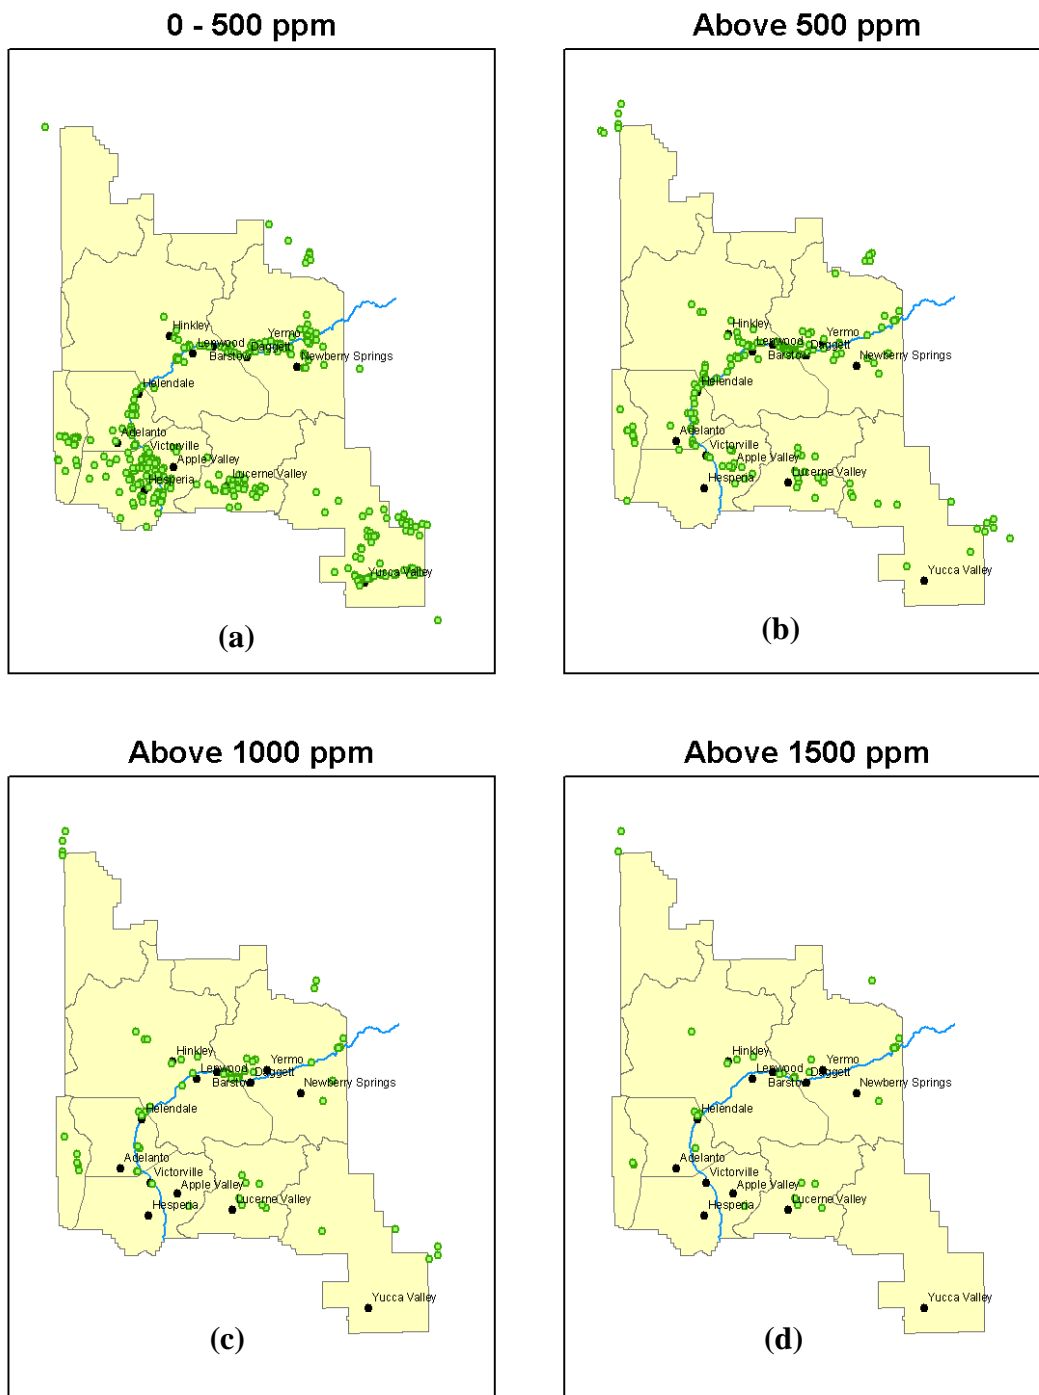 0 - 500 ppm
Hinkley
Lenwood
Yermo
Barstow
Daggett
Newberry Springs
Helendale
Adelanto
Victorville
Apple Valley
Hesperia
Lucerne Valley
Yucca Valley
(a)
Above 500 ppm
Hinkley
Lenwood
Yermo
Barstow
Daggett
Newberry Springs
Helendale
Adelanto
Victorville
Apple Valley
Hesperia
Lucerne Valley
Yucca Valley
(b)
Above 1000 ppm
Hinkley
Lenwood
Yermo
Barstow
Daggett
Newberry Springs
Helendale
Adelanto
Victorville
Apple Valley
Hesperia
Lucerne Valley
Yucca Valley
(c)
Above 1500 ppm
Hinkley
Lenwood
Yermo
Barstow
Daggett
Newberry Springs
Helendale
Adelanto
Victorville
Apple Valley
Hesperia
Lucerne Valley
Yucca Valley
(d)